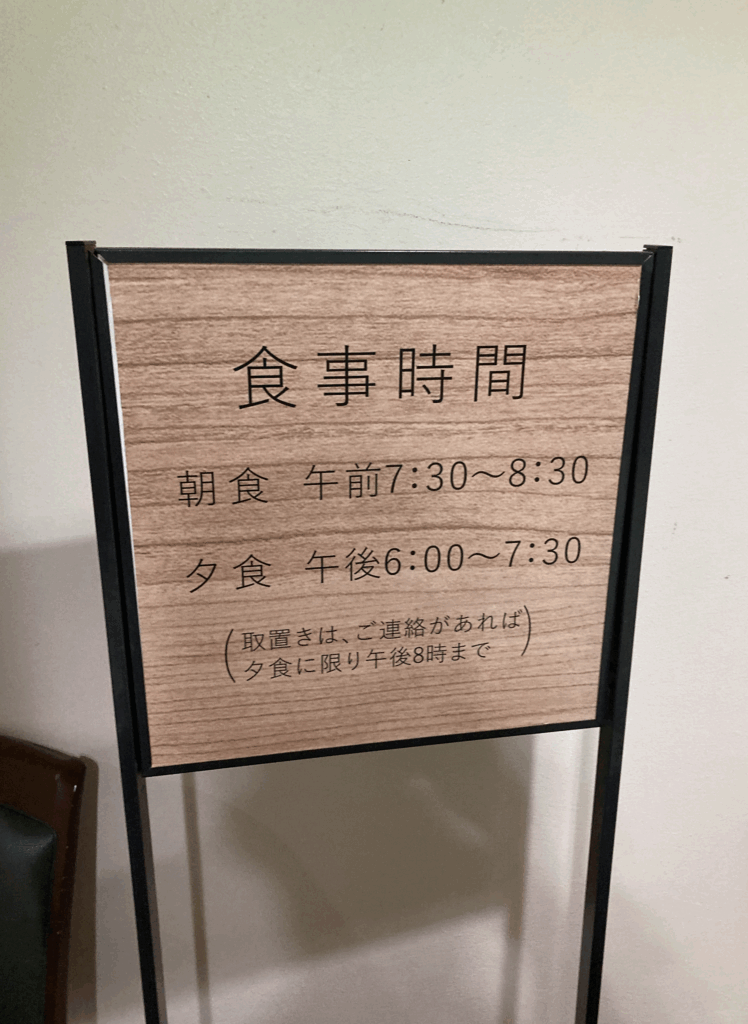 食事時間
朝食 午前7:30〜8:30
夕食 午後6:00〜7:30
(取置きは、ご連絡があれば
夕食に限り午後8時まで)